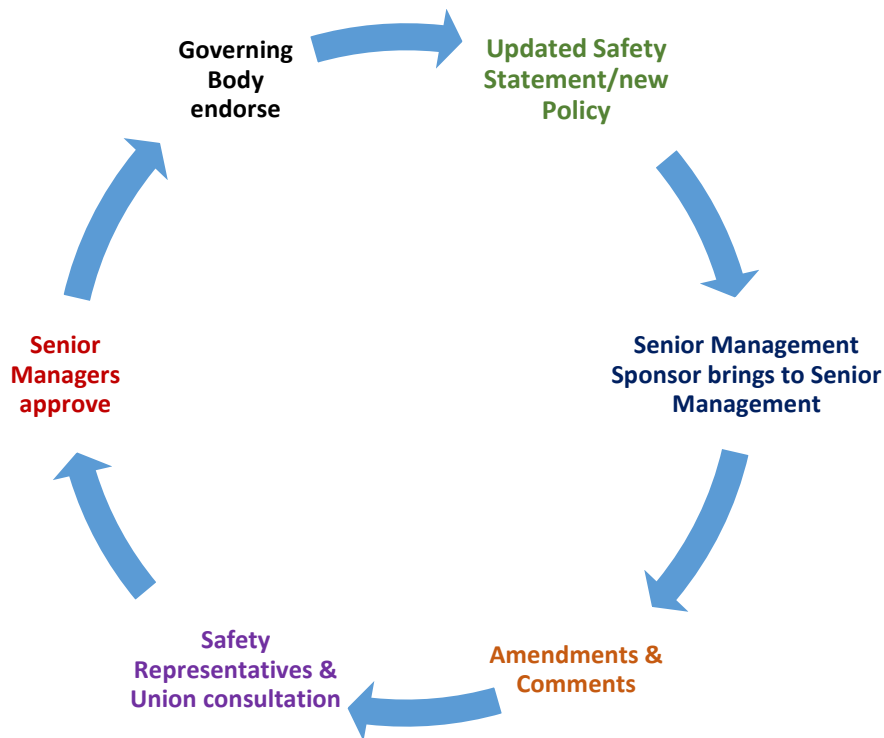 Governing
Body
endorse
Updated Safety
Statement/new
Policy
Senior Management
Sponsor brings to Senior
Management
Amendments &
Comments
Safety
Representatives &
Union consultation
Senior
Managers
approve